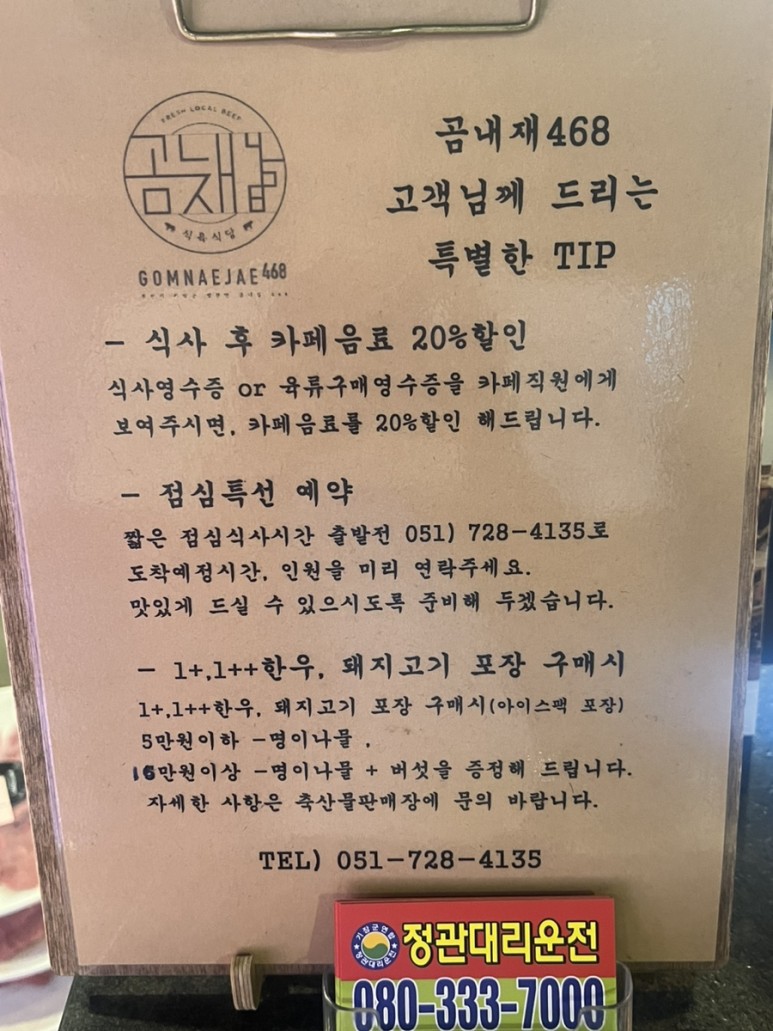 FRESH LOCAL BEEF
곰내재
식육식당
GOMNAEJAE468
곰내재468
고객님께 드리는
특별한 TIP
- 식사 후 카페음료 20%할인
식사영수증 or 육류구매영수증을 카페직원에게
보여주시면, 카페음료를 20%할인 해드립니다.
- 점심특선 예약
짧은 점심식사시간 출발전 051) 728-4135로
도착예정시간, 인원을 미리 연락주세요.
맛있게 드실 수 있으시도록 준비해 두겠습니다.
- 1+,1++한우, 돼지고기 포장 구매시
1+,1++한우, 돼지고기 포장 구매시(아이스팩 포장)
5만원이하 -명이나물 ,
16만원이상 -명이나물 + 버섯을 증정해 드립니다.
자세한 사항은 축산물판매장에 문의 바랍니다.
TEL) 051-728-4135
기장군연합
정관대리운전
정관대리운전
080-333-7000